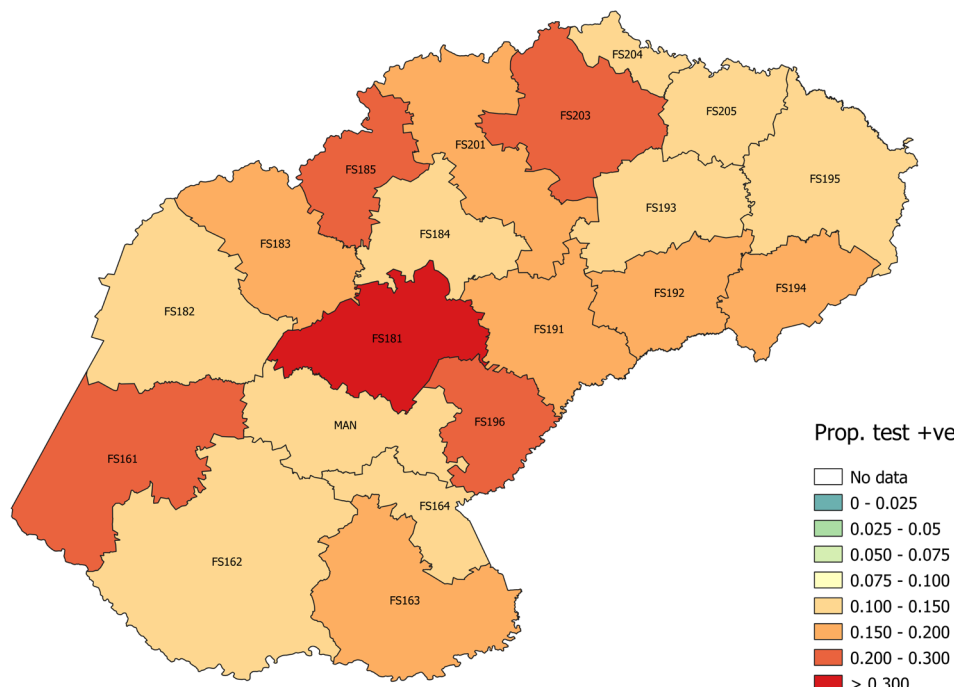 FS204
FS205
FS203
FS201
FS185
FS195
FS193
FS184
FS183
FS192
FS194
FS182
FS191
FS181
MAN
FS196
FS161
FS164
FS162
FS163
Prop. test +ve
No data
0 - 0.025
0.025 - 0.05
0.050 - 0.075
0.075 - 0.100
0.100 - 0.150
0.150 - 0.200
0.200 - 0.300
> 0.300